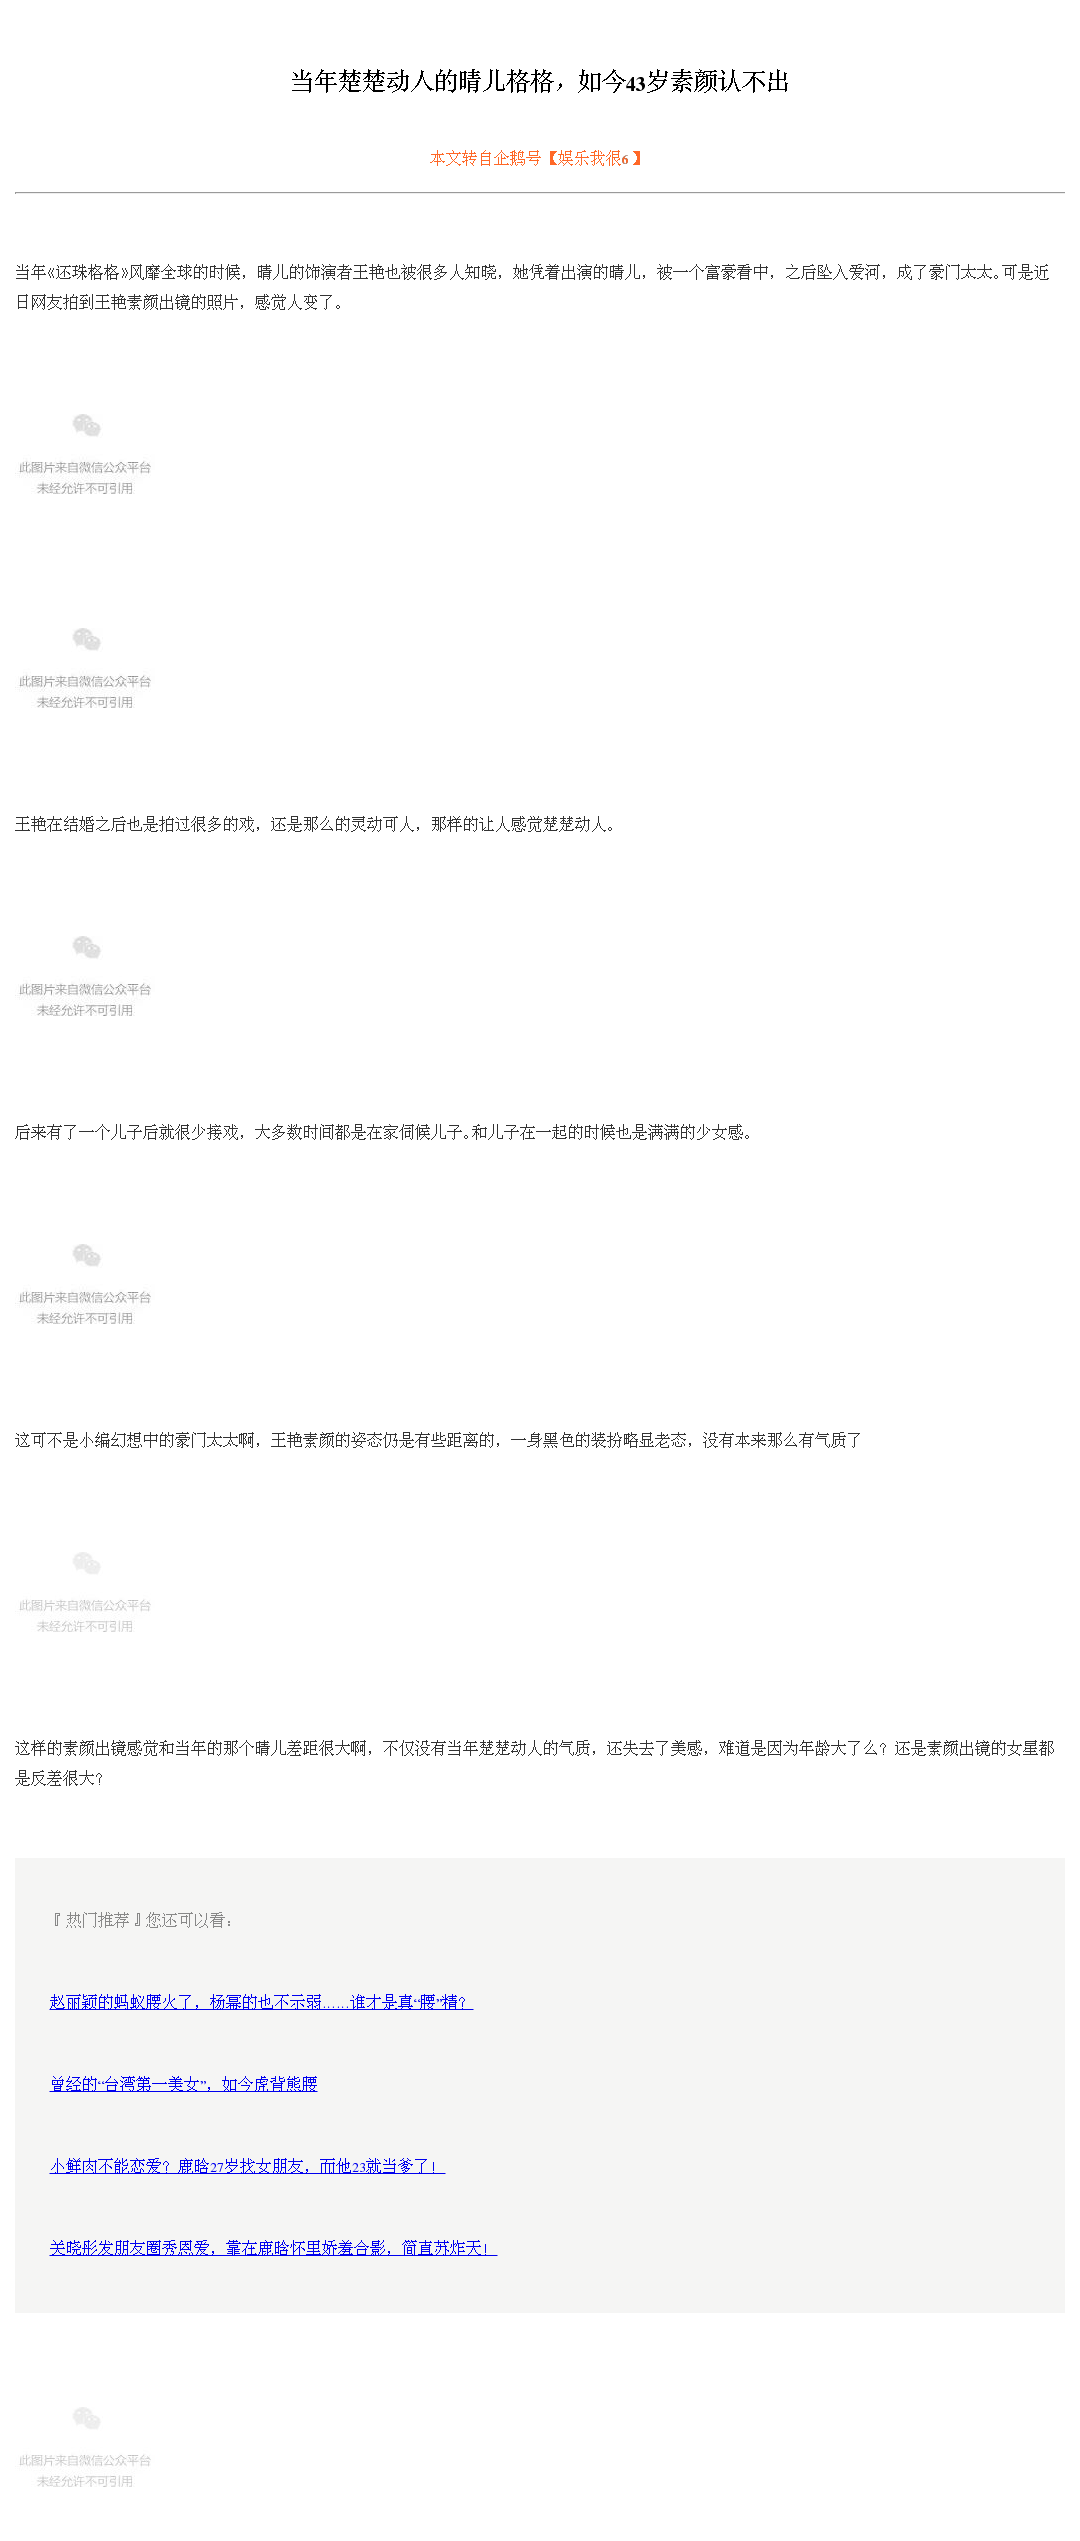 当年楚楚动人的晴儿格格，如今43岁素颜认不出
本文转自企鹅号【娱乐我很6 】
当年《还珠格格》风靡全球的时候，晴儿的饰演者王艳也被很多人知晓，她凭着出演的晴儿，被一个富豪看中，之后坠入爱河，成了豪门太太。可是近
日网友拍到王艳素颜出镜的照片，感觉人变了。
此图片来自微信公众平台
未经允许不可引用
此图片来自微信公众平台
未经允许不可引用
王艳在结婚之后也是拍过很多的戏，还是那么的灵动可人，那样的让人感觉楚楚动人。
此图片来自微信公众平台
未经允许不可引用
后来有了一个儿子后就很少接戏，大多数时间都是在家伺候儿子。和儿子在一起的时候也是满满的少女感。
此图片来自微信公众平台
未经允许不可引用
这可不是小编幻想中的豪门太太啊，王艳素颜的姿态仍是有些距离的，一身黑色的装扮略显老态，没有本来那么有气质了
此图片来自微信公众平台
未经允许不可引用
这样的素颜出镜感觉和当年的那个晴儿差距很大啊，不仅没有当年楚楚动人的气质，还失去了美感，难道是因为年龄大了么？还是素颜出镜的女星都
是反差很大？
『 热门推荐 』您还可以看：
赵丽颖的蚂蚁腰火了，杨幂的也不示弱……谁才是真“腰”精？
曾经的“台湾第一美女”，如今虎背熊腰
小鲜肉不能恋爱？鹿晗27岁找女朋友，而他23就当爹了！
关晓彤发朋友圈秀恩爱，靠在鹿晗怀里娇羞合影，简直苏炸天！
此图片来自微信公众平台
未经允许不可引用